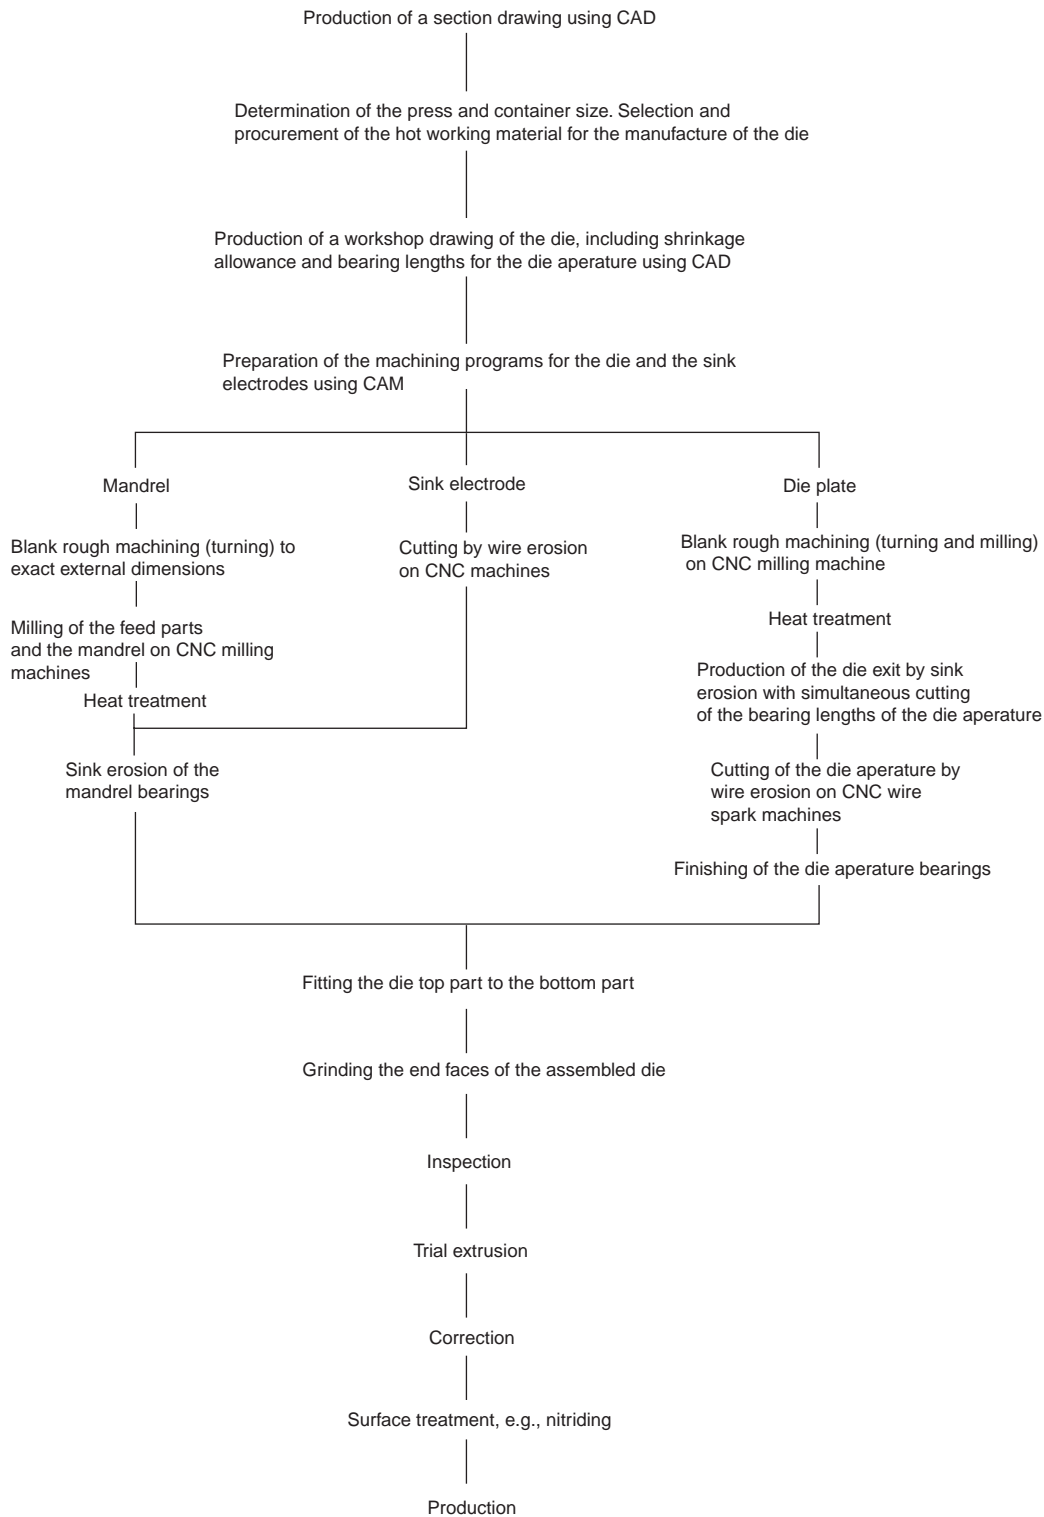 Production of a section drawing using CAD
Determination of the press and container size. Selection and
procurement of the hot working material for the manufacture of the die
Production of a workshop drawing of the die, including shrinkage
allowance and bearing lengths for the die aperature using CAD
Preparation of the machining programs for the die and the sink
electrodes using CAM
Mandrel
Blank rough machining (turning) to
exact external dimensions
Milling of the feed parts
and the mandrel on CNC milling
machines
Heat treatment
Sink erosion of the
mandrel bearings
Sink electrode
Cutting by wire erosion
on CNC machines
Die plate
Blank rough machining (turning and milling)
on CNC milling machine
Heat treatment
Production of the die exit by sink
erosion with simultaneous cutting
of the bearing lengths of the die aperature
Cutting of the die aperature by
wire erosion on CNC wire
spark machines
Finishing of the die aperature bearings
Fitting the die top part to the bottom part
Grinding the end faces of the assembled die
Inspection
Trial extrusion
Correction
Surface treatment, e.g., nitriding
Production